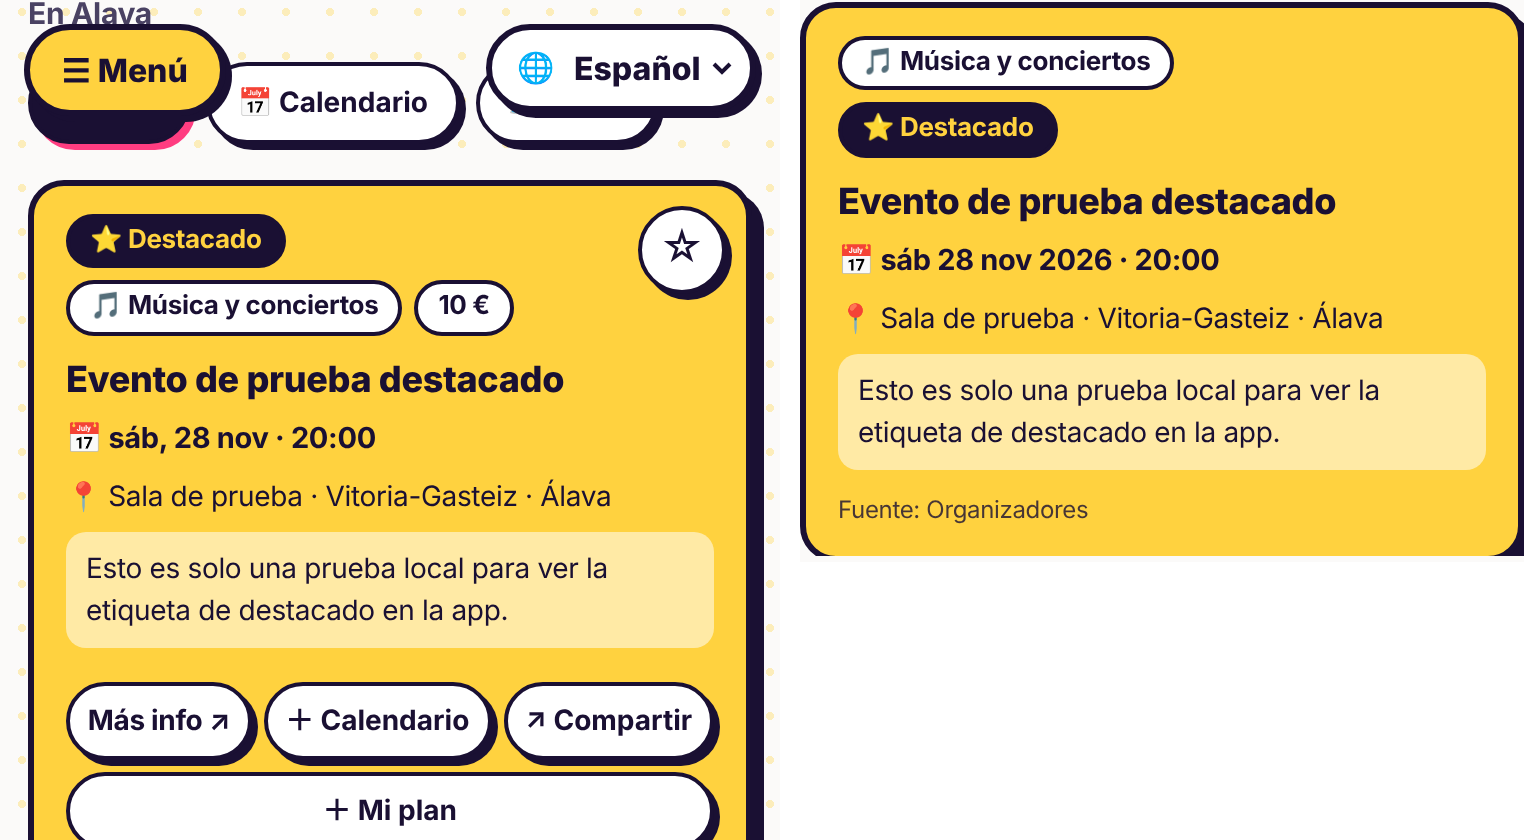 En Álava
☰ Menú
📅 Calendario
🌐 Español
⭐ Destacado
🎵 Música y conciertos
10 €
Evento de prueba destacado
📅 sáb, 28 nov · 20:00
📍 Sala de prueba · Vitoria-Gasteiz · Álava
Esto es solo una prueba local para ver la
etiqueta de destacado en la app.
Más info ↗
+ Calendario
↗ Compartir
+ Mi plan
🎵 Música y conciertos
⭐ Destacado
Evento de prueba destacado
📅 sáb 28 nov 2026 · 20:00
📍 Sala de prueba · Vitoria-Gasteiz · Álava
Esto es solo una prueba local para ver la
etiqueta de destacado en la app.
Fuente: Organizadores